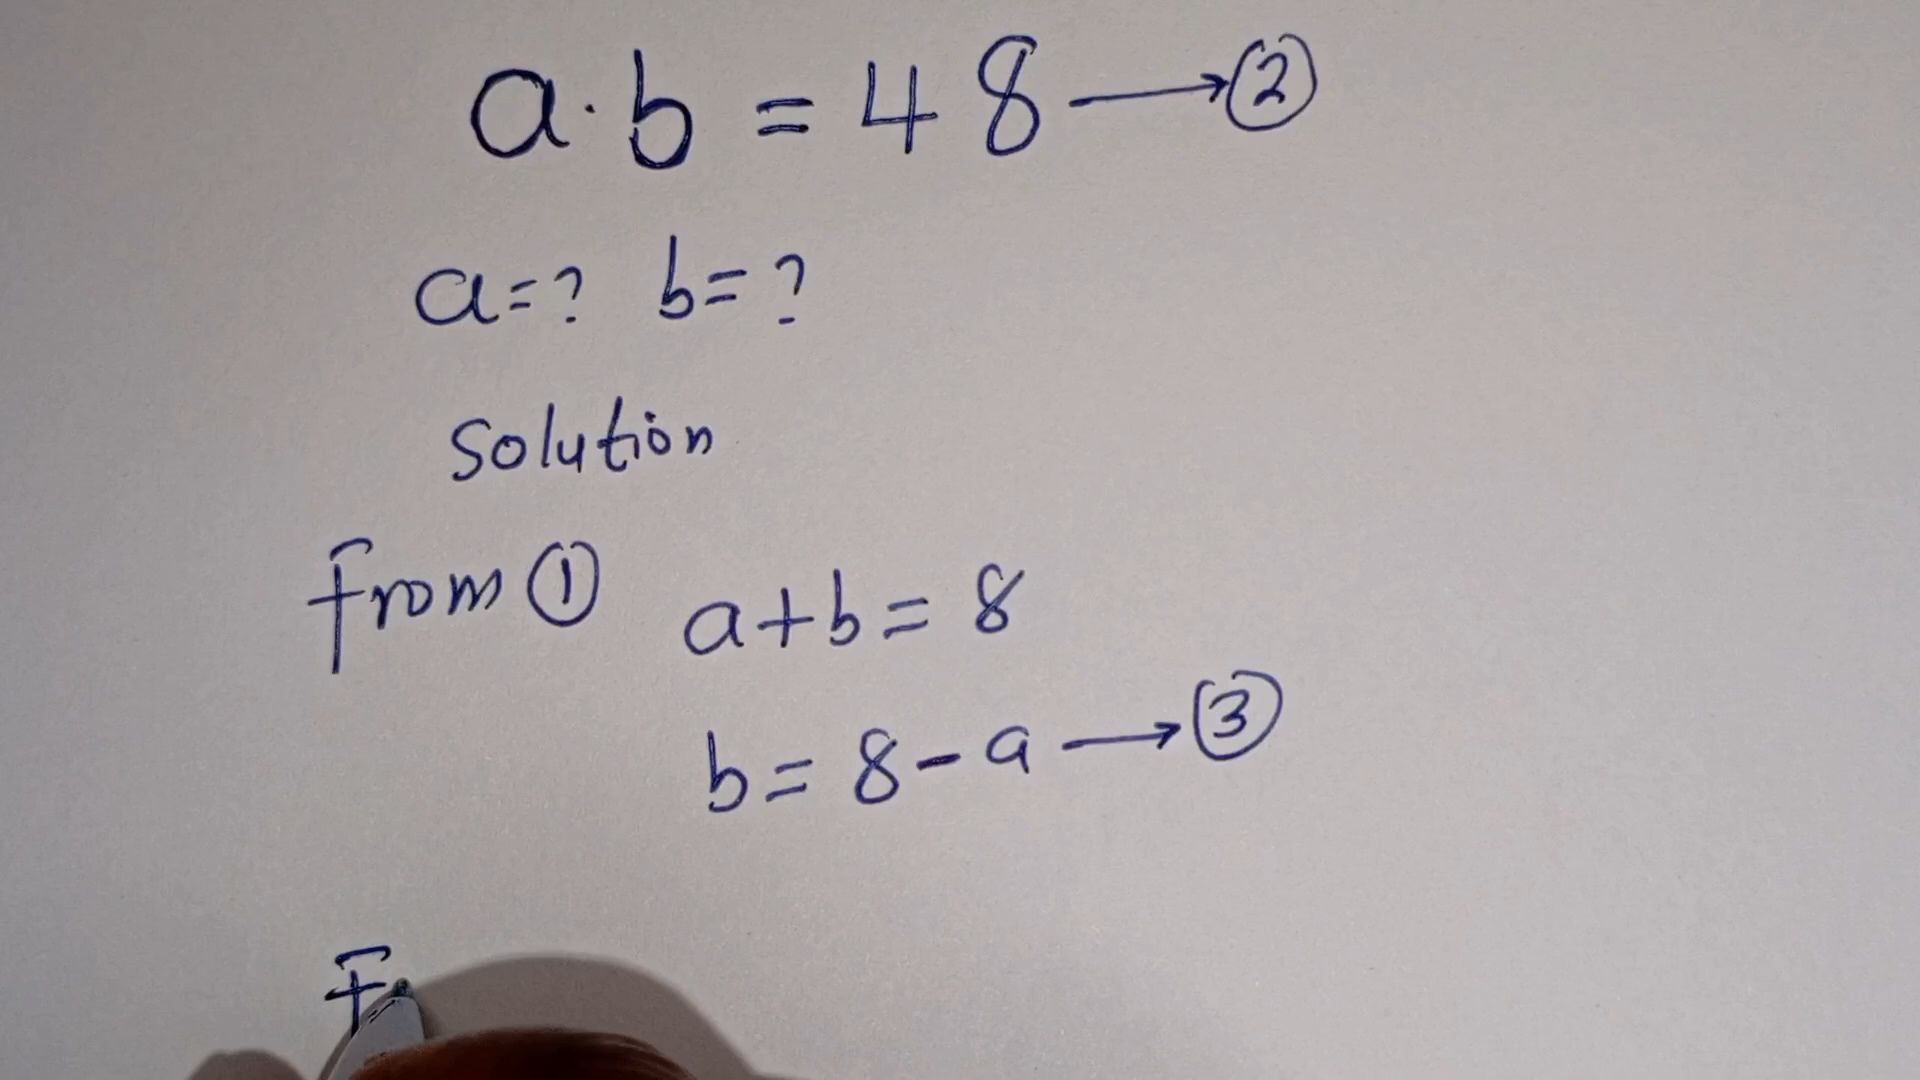 a·b = 48 → ②
a=? b=?
Solution
From ① a+b= 8
b= 8-a → ③
F